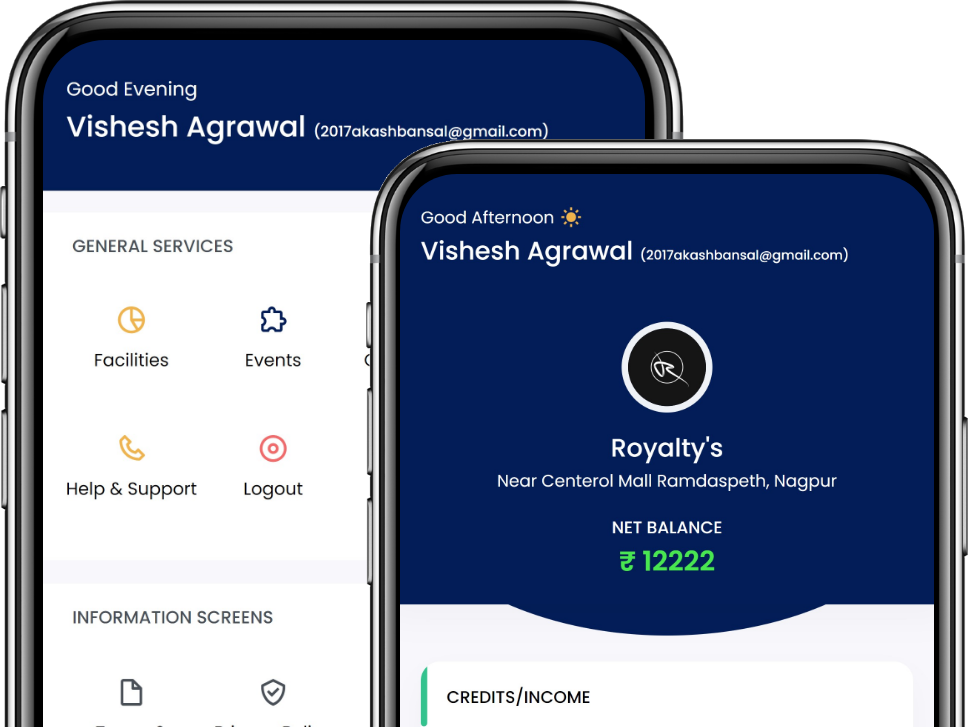 Good Evening
Vishesh Agrawal (2017akashbansal@gmail.com)
GENERAL SERVICES
Facilities
Events
Help & Support
Logout
INFORMATION SCREENS
Good Afternoon
Vishesh Agrawal (2017akashbansal@gmail.com)
Royalty's
Near Centerol Mall Ramdaspeth, Nagpur
NET BALANCE
₹ 12222
CREDITS/INCOME